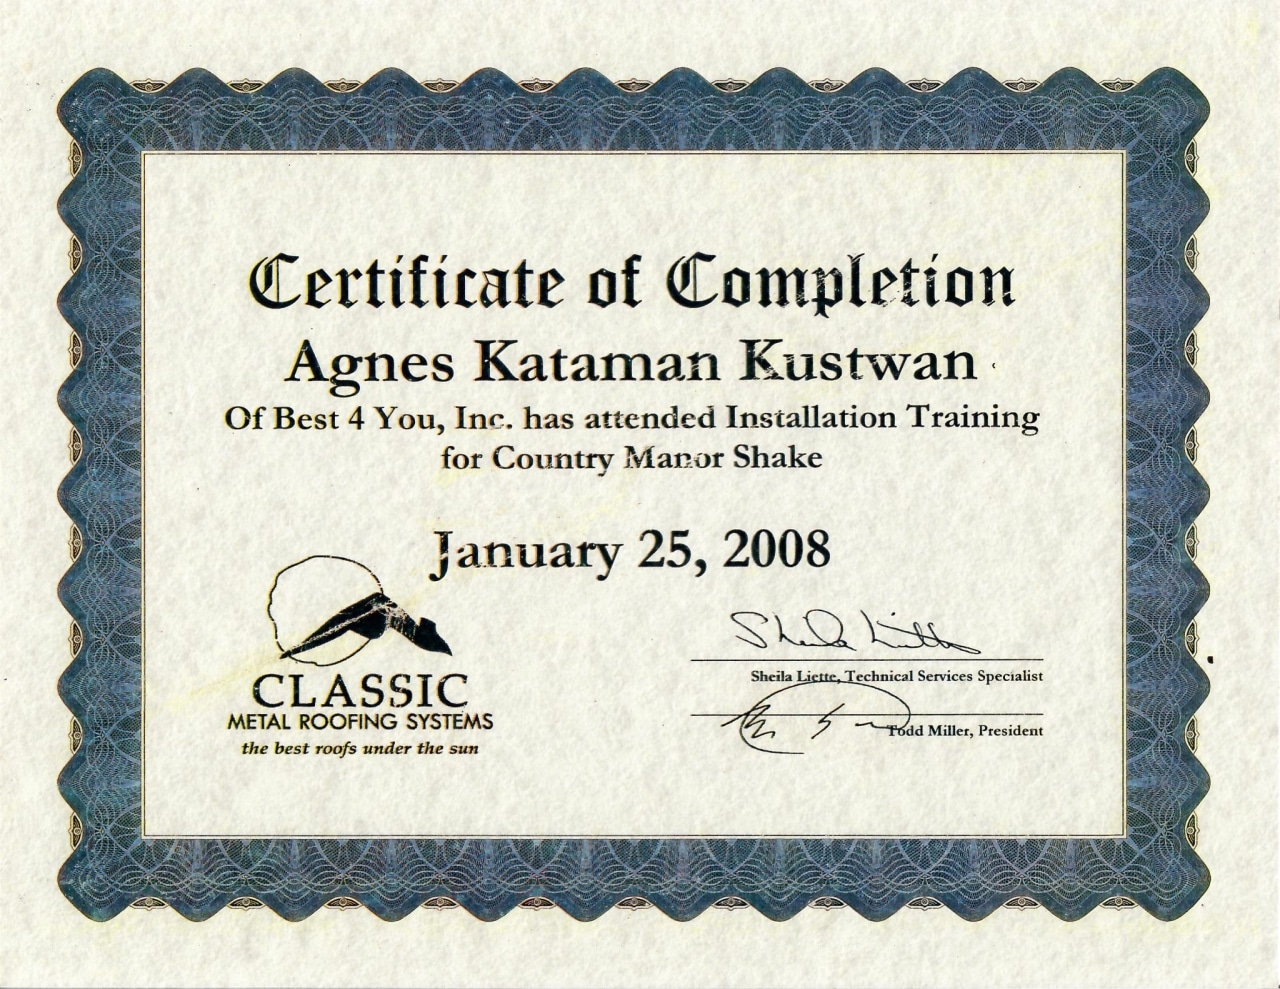 Certificate of Completion
Agnes Kataman Kustwan
Of Best 4 You, Inc. has attended Installation Training
for Country Manor Shake
January 25, 2008
CLASSIC
METAL ROOFING SYSTEMS
the best roofs under the sun
Sheila Liette
Sheila Liette, Technical Services Specialist
Todd Miller, President